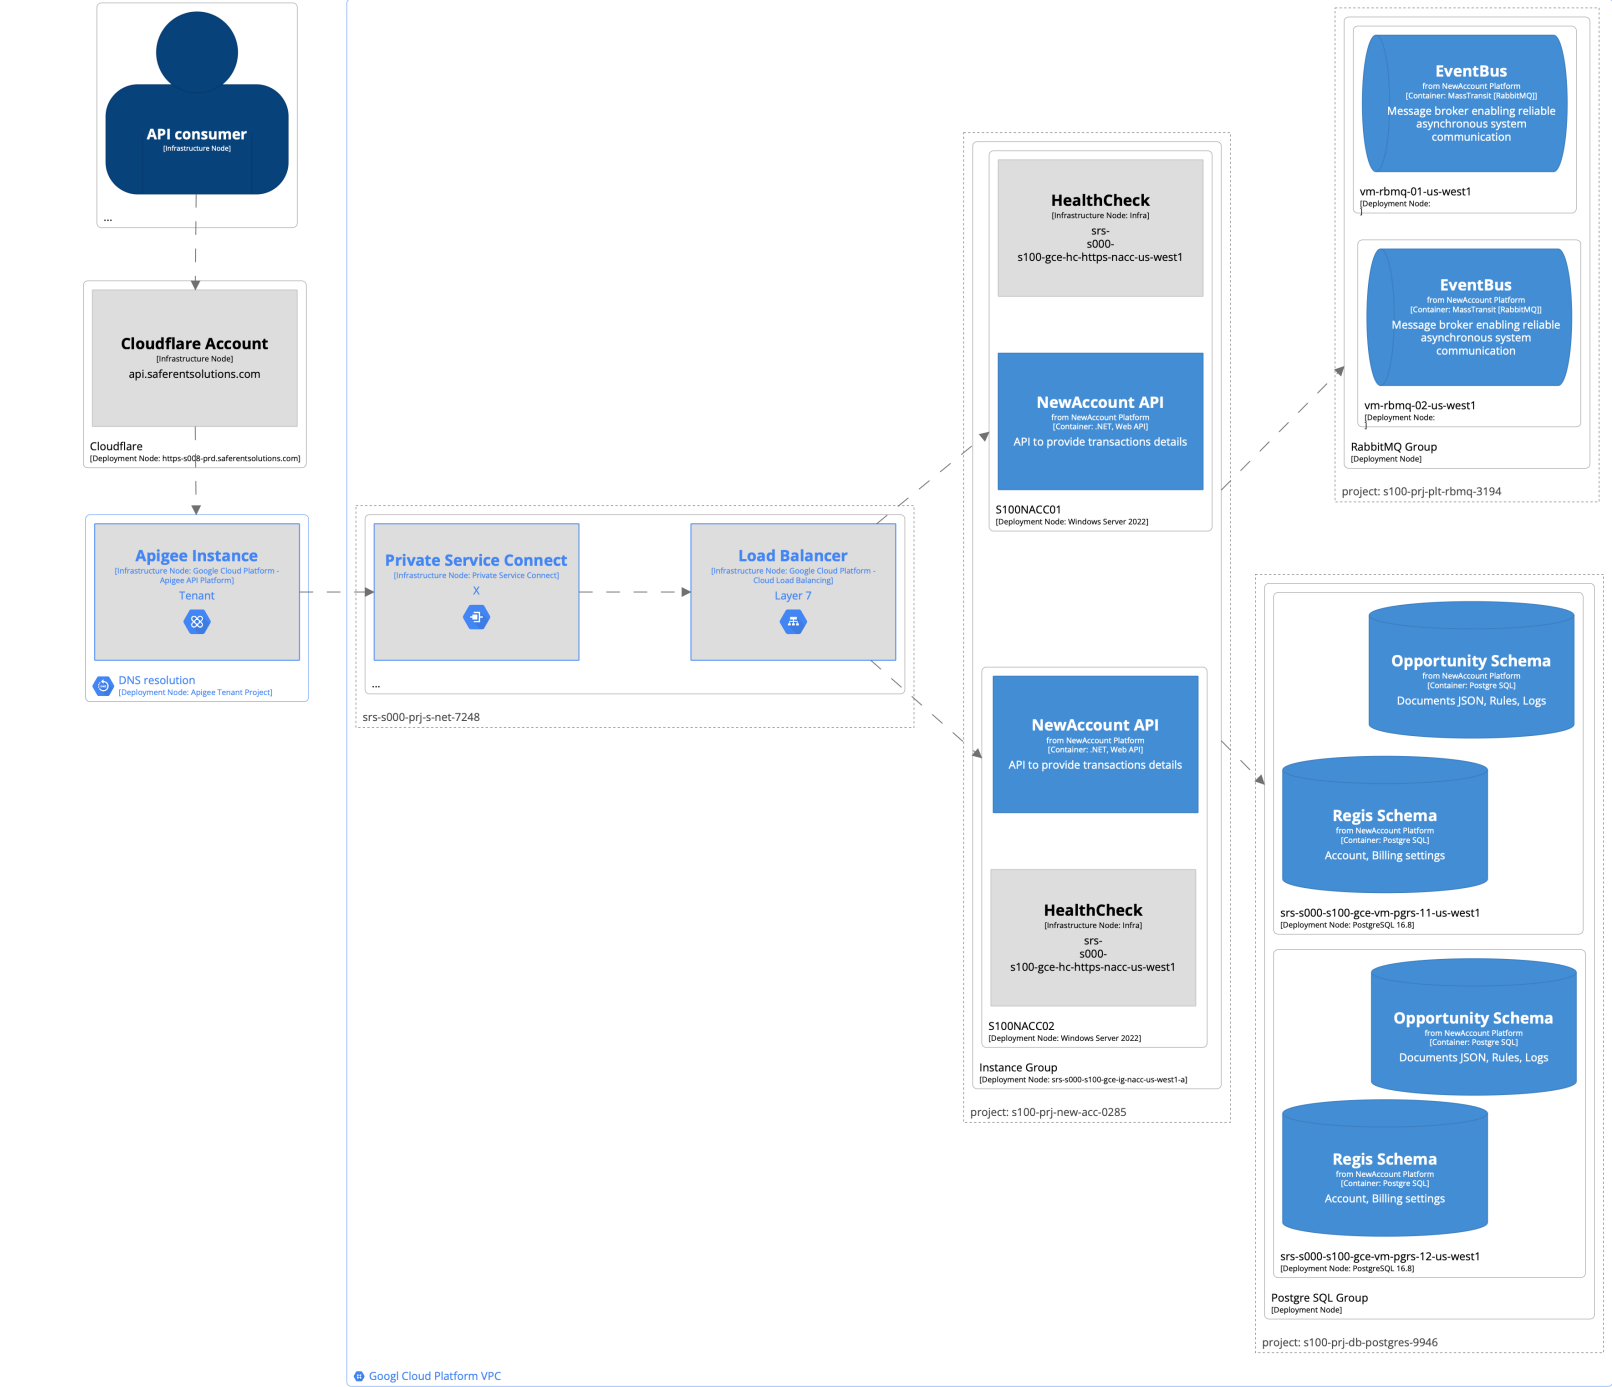 API consumer
[Infrastructure Node]
...
Cloudflare Account
[Infrastructure Node]
api.saferentsolutions.com
Cloudflare
[Deployment Node: https-s008-prd.saferentsolutions.com]
Apigee Instance
[Infrastructure Node: Google Cloud Platform -
Apigee API Platform]
Tenant
DNS resolution
[Deployment Node: Apigee Tenant Project]
Private Service Connect
[Infrastructure Node: Private Service Connect]
X
Load Balancer
[Infrastructure Node: Google Cloud Platform -
Cloud Load Balancing]
Layer 7
...
srs-s000-prj-s-net-7248
HealthCheck
[Infrastructure Node: Infra]
srs-
s000-
s100-gce-hc-https-nacc-us-west1
NewAccount API
from NewAccount Platform
[Container: .NET, Web API]
API to provide transactions details
S100NACC01
[Deployment Node: Windows Server 2022]
NewAccount API
from NewAccount Platform
[Container: .NET, Web API]
API to provide transactions details
HealthCheck
[Infrastructure Node: Infra]
srs-
s000-
s100-gce-hc-https-nacc-us-west1
S100NACC02
[Deployment Node: Windows Server 2022]
Instance Group
[Deployment Node: srs-s000-s100-gce-ig-nacc-us-west1-a]
project: s100-prj-new-acc-0285
EventBus
from NewAccount Platform
[Container: MassTransit [RabbitMQ]]
Message broker enabling reliable
asynchronous system
communication
vm-rbmq-01-us-west1
[Deployment Node:
]
EventBus
from NewAccount Platform
[Container: MassTransit [RabbitMQ]]
Message broker enabling reliable
asynchronous system
communication
vm-rbmq-02-us-west1
[Deployment Node:
]
RabbitMQ Group
[Deployment Node]
project: s100-prj-plt-rbmq-3194
Opportunity Schema
from NewAccount Platform
[Container: Postgre SQL]
Documents JSON, Rules, Logs
Regis Schema
from NewAccount Platform
[Container: Postgre SQL]
Account, Billing settings
srs-s000-s100-gce-vm-pgrs-11-us-west1
[Deployment Node: PostgreSQL 16.8]
Opportunity Schema
from NewAccount Platform
[Container: Postgre SQL]
Documents JSON, Rules, Logs
Regis Schema
from NewAccount Platform
[Container: Postgre SQL]
Account, Billing settings
srs-s000-s100-gce-vm-pgrs-12-us-west1
[Deployment Node: PostgreSQL 16.8]
Postgre SQL Group
[Deployment Node]
project: s100-prj-db-postgres-9946
Googl Cloud Platform VPC